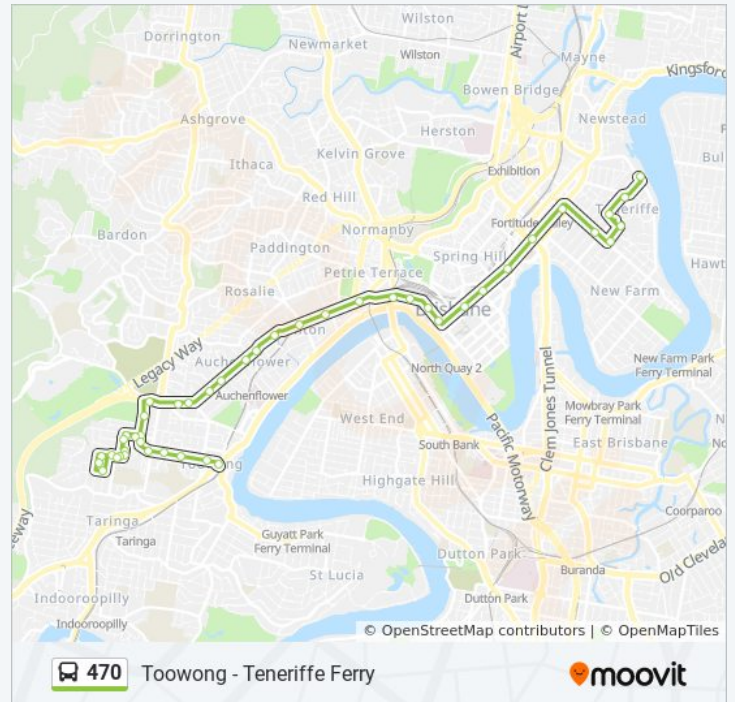 Wilston
Dorrington
Newmarket
Wilston
Mayne
Kingsford
Bowen Bridge
Ashgrove
Newstead
Herston
Kelvin Grove
Ithaca
Exhibition
Red Hill
Fortitude Valley
Normanby
Bardon
Paddington
Spring Hill
Petrie Terrace
Rosalie
New Farm
Brisbane
Legacy Way
Auchenflower
North Quay 2
New Farm Park
Ferry Terminal
Auchenflower
Clem Jones Tunnel
Mowbray Park
Ferry Terminal
West End
Pacific Motorway
South Bank
East Brisbane
Toowong
Highgate Hill
Coorparoo
Taringa
Taringa
Guyatt Park
Ferry Terminal
Dutton Park
Buranda
St Lucia
Indooroopilly
Dutton Park
Indooroopilly
© OpenStreetMap contributors | © OpenMapTiles
470 Toowong - Teneriffe Ferry
moovit